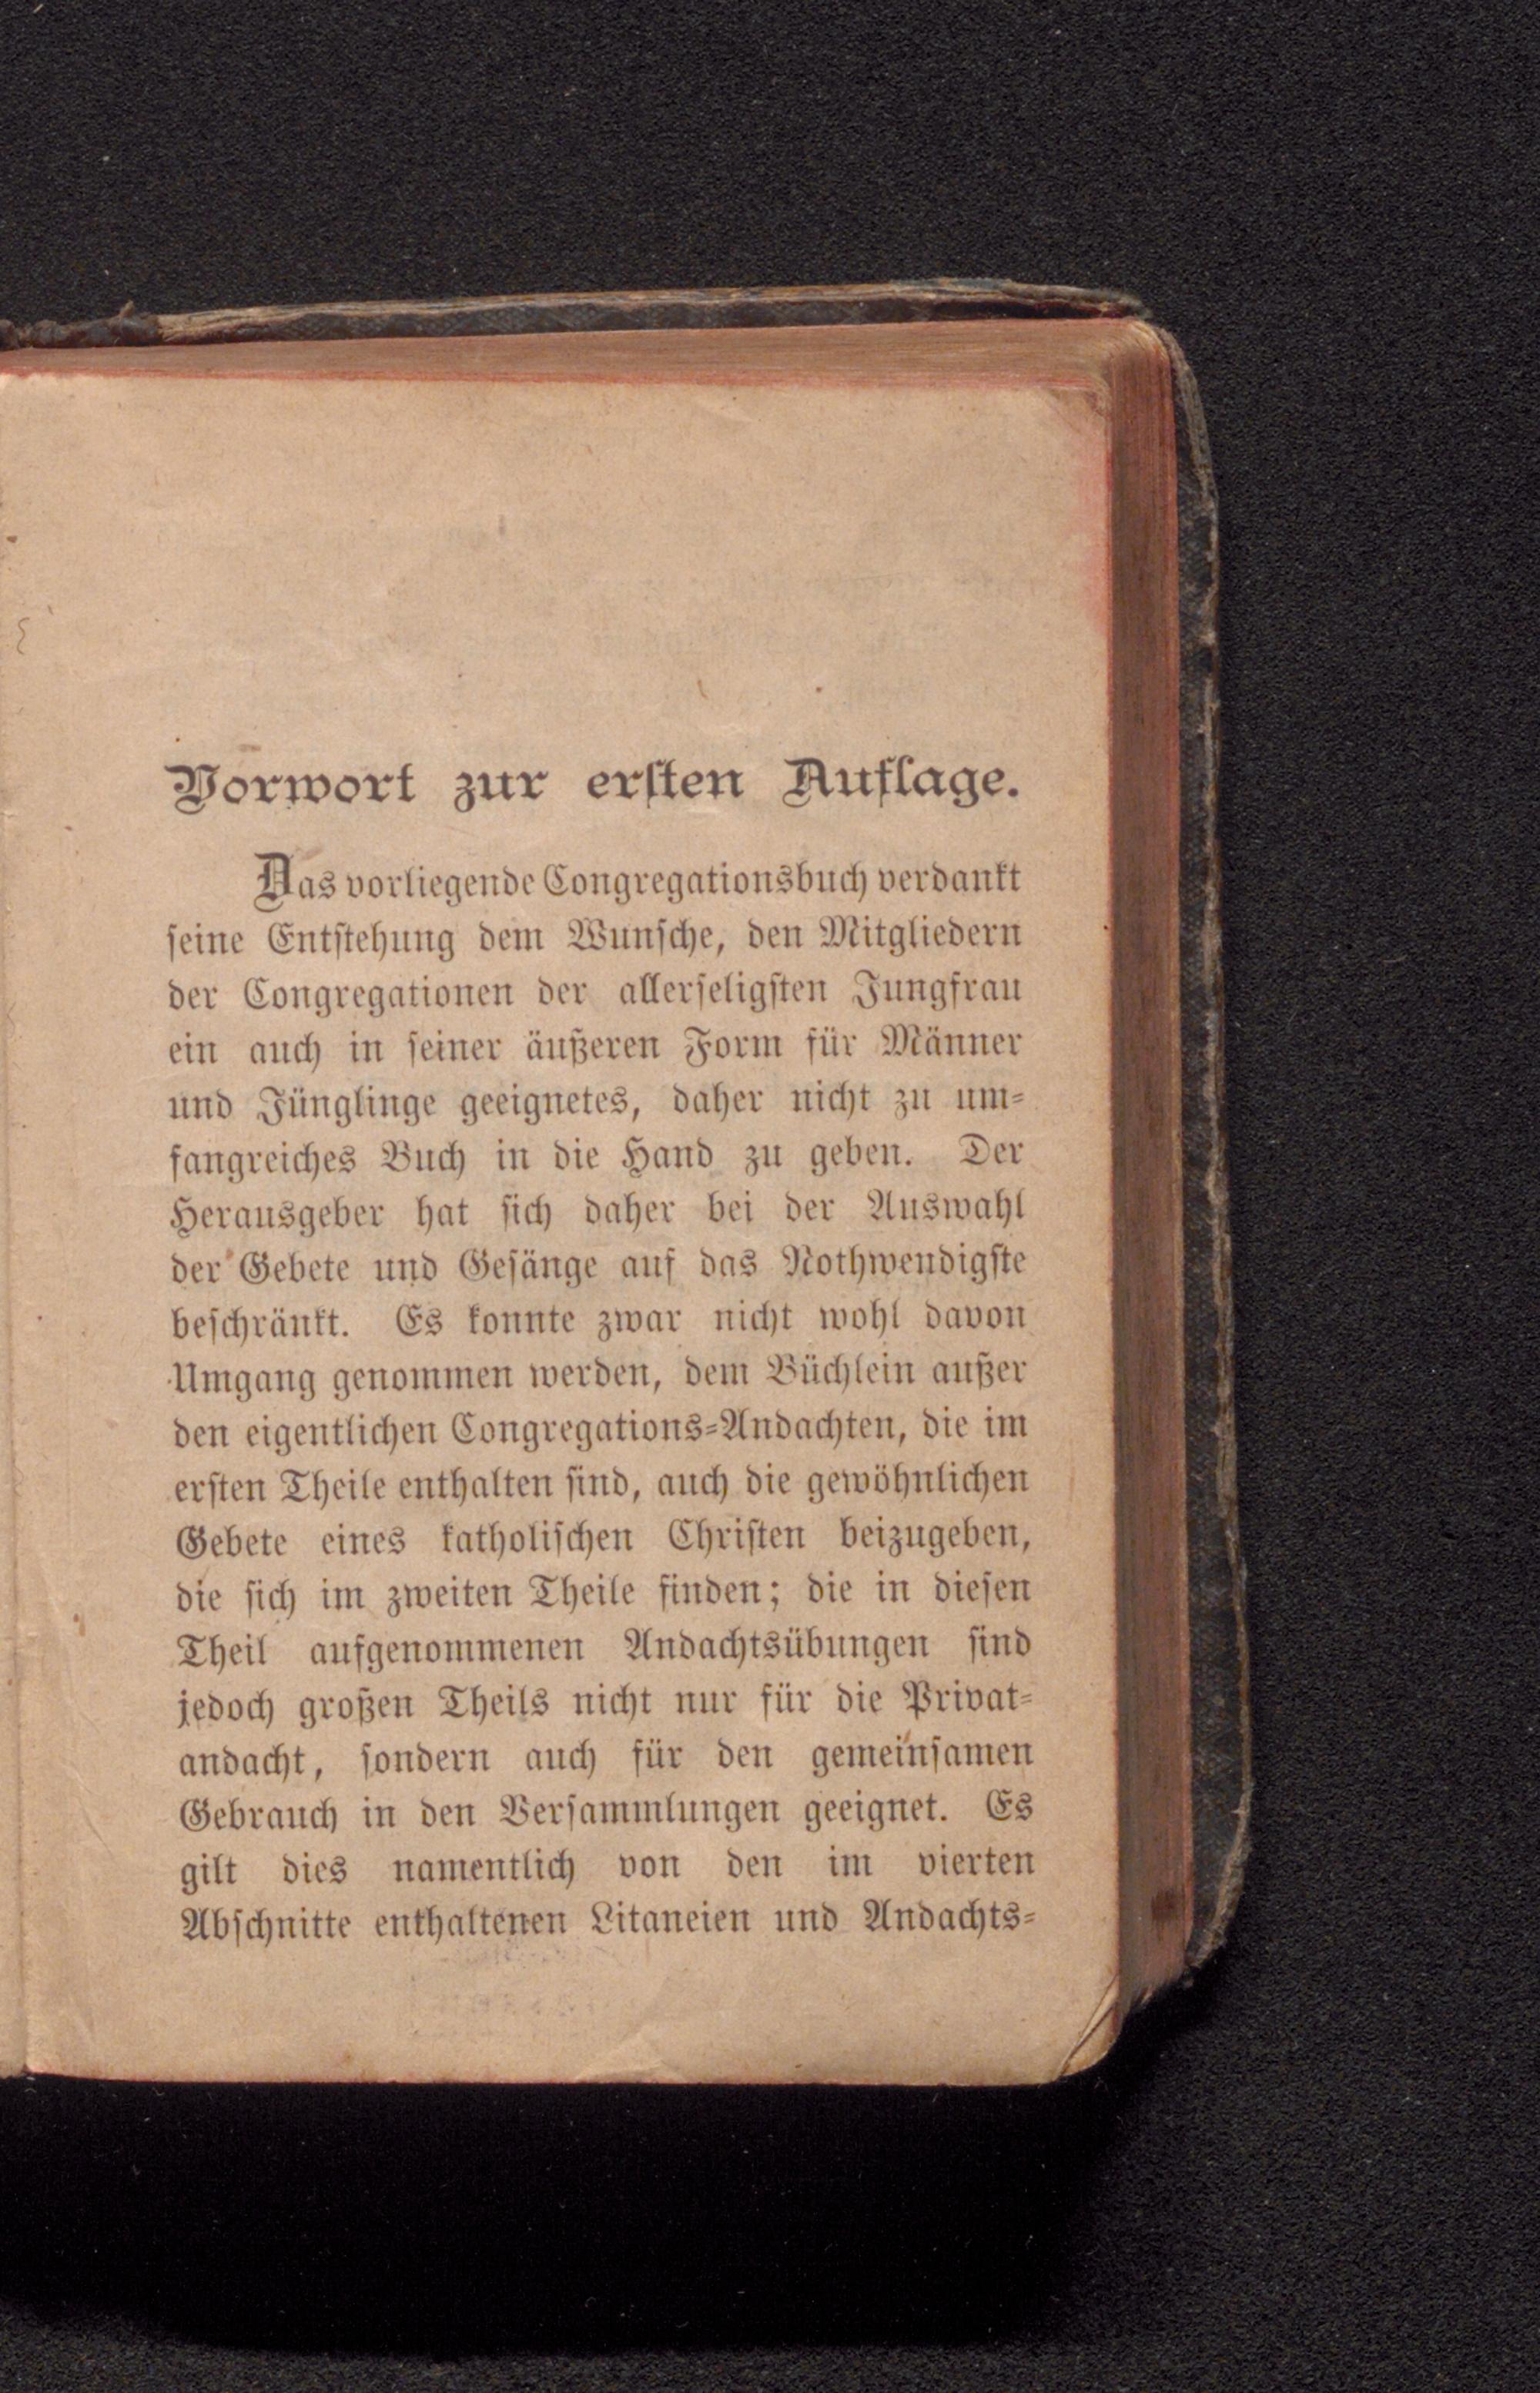 Vorwort zur ersten Auflage.
Das vorliegende Congregationsbuch verdankt
seine Entstehung dem Wunsche, den Mitgliedern
der Congregationen der allerseligsten Jungfrau
ein auch in seiner äußeren Form für Männer
und Jünglinge geeignetes, daher nicht zu um-
fangreiches Buch in die Hand zu geben. Der
Herausgeber hat sich daher bei der Auswahl
der Gebete und Gesänge auf das Nothwendigste
beschränkt. Es konnte zwar nicht wohl davon
Umgang genommen werden, dem Büchlein außer
den eigentlichen Congregations-Andachten, die im
ersten Theile enthalten sind, auch die gewöhnlichen
Gebete eines katholischen Christen beizugeben,
die sich im zweiten Theile finden; die in diesen
Theil aufgenommenen Andachtsübungen sind
jedoch großen Theils nicht nur für die Privat-
andacht, sondern auch für den gemeinsamen
Gebrauch in den Versammlungen geeignet. Es
gilt dies namentlich von den im vierten
Abschnitte enthaltenen Litaneien und Andachts-